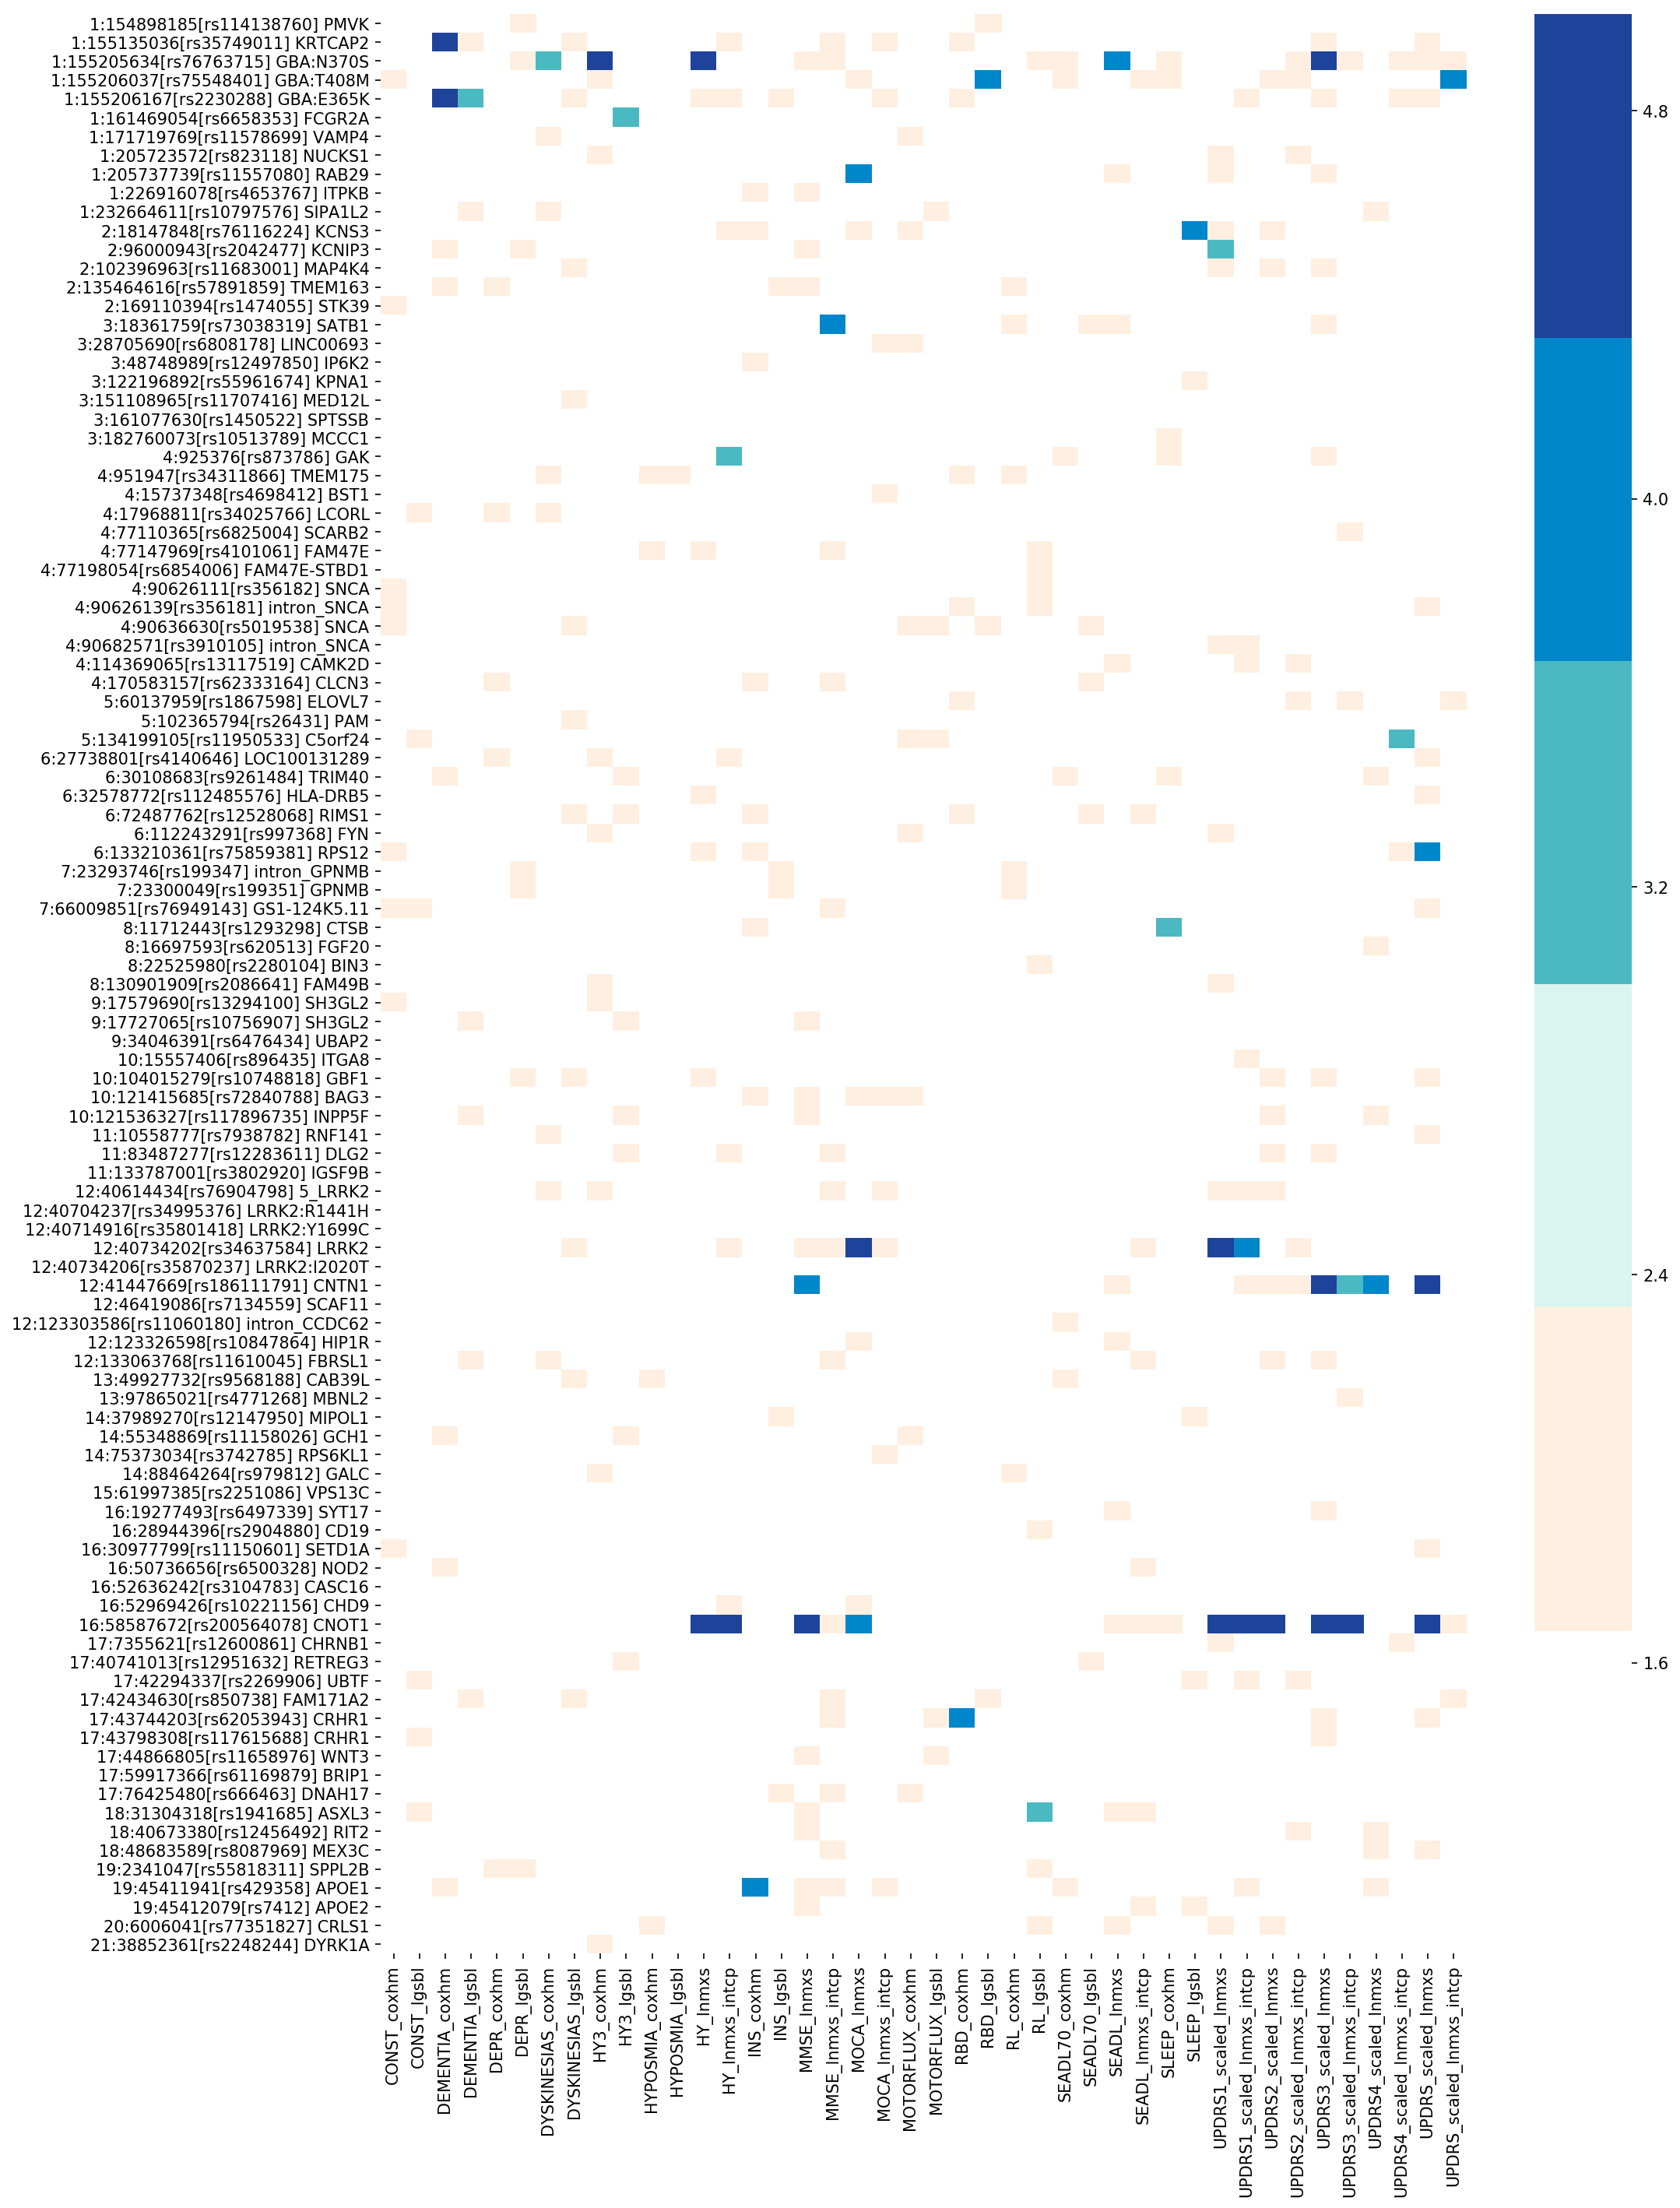 1:154898185[rs114138760] PMVK
1:155135036[rs35749011] KRTCAP2
1:155205634[rs76763715] GBA:N370S
1:155206037[rs75548401] GBA:T408M
1:155206167[rs2230288] GBA:E365K
1:161469054[rs6658353] FCGR2A
1:171719769[rs11578699] VAMP4
1:205723572[rs823118] NUCKS1
1:205737739[rs11557080] RAB29
1:226916078[rs4653767] ITPKB
1:232664611[rs10797576] SIPA1L2
2:18147848[rs76116224] KCNS3
2:96000943[rs2042477] KCNIP3
2:102396963[rs11683001] MAP4K4
2:135464616[rs57891859] TMEM163
2:169110394[rs1474055] STK39
3:18361759[rs73038319] SATB1
3:28705690[rs6808178] LINC00693
3:48748989[rs12497850] IP6K2
3:122196892[rs55961674] KPNA1
3:151108965[rs11707416] MED12L
3:161077630[rs1450522] SPTSSB
3:182760073[rs10513789] MCCC1
4:925376[rs873786] GAK
4:951947[rs34311866] TMEM175
4:15737348[rs4698412] BST1
4:17968811[rs34025766] LCORL
4:77110365[rs6825004] SCARB2
4:77147969[rs4101061] FAM47E
4:77198054[rs6854006] FAM47E-STBD1
4:90626111[rs356182] SNCA
4:90626139[rs356181] intron_SNCA
4:90636630[rs5019538] SNCA
4:90682571[rs3910105] intron_SNCA
4:114369065[rs13117519] CAMK2D
4:170583157[rs62333164] CLCN3
5:60137959[rs1867598] ELOVL7
5:102365794[rs26431] PAM
5:134199105[rs11950533] C5orf24
6:27738801[rs4140646] LOC100131289
6:30108683[rs9261484] TRIM40
6:32578772[rs112485576] HLA-DRB5
6:72487762[rs12528068] RIMS1
6:112243291[rs997368] FYN
6:133210361[rs75859381] RPS12
7:23293746[rs199347] intron_GPNMB
7:23300049[rs199351] GPNMB
7:66009851[rs76949143] GS1-124K5.11
8:11712443[rs1293298] CTSB
8:16697593[rs620513] FGF20
8:22525980[rs2280104] BIN3
8:130901909[rs2086641] FAM49B
9:17579690[rs13294100] SH3GL2
9:17727065[rs10756907] SH3GL2
9:34046391[rs6476434] UBAP2
10:15557406[rs896435] ITGA8
10:104015279[rs10748818] GBF1
10:121415685[rs72840788] BAG3
10:121536327[rs117896735] INPP5F
11:10558777[rs7938782] RNF141
11:83487277[rs12283611] DLG2
11:133787001[rs3802920] IGSF9B
12:40614434[rs76904798] 5_LRRK2
12:40704237[rs34995376] LRRK2:R1441H
12:40714916[rs35801418] LRRK2:Y1699C
12:40734202[rs34637584] LRRK2
12:40734206[rs35870237] LRRK2:I2020T
12:41447669[rs186111791] CNTN1
12:46419086[rs7134559] SCAF11
12:123303586[rs11060180] intron_CCDC62
12:123326598[rs10847864] HIP1R
12:133063768[rs11610045] FBRSL1
13:49927732[rs9568188] CAB39L
13:97865021[rs4771268] MBNL2
14:37989270[rs12147950] MIPOL1
14:55348869[rs11158026] GCH1
14:75373034[rs3742785] RPS6KL1
14:88464264[rs979812] GALC
15:61997385[rs2251086] VPS13C
16:19277493[rs6497339] SYT17
16:28944396[rs2904880] CD19
16:30977799[rs11150601] SETD1A
16:50736656[rs6500328] NOD2
16:52636242[rs3104783] CASC16
16:52969426[rs10221156] CHD9
16:58587672[rs200564078] CNOT1
17:7355621[rs12600861] CHRNB1
17:40741013[rs12951632] RETREG3
17:42294337[rs2269906] UBTF
17:42434630[rs850738] FAM171A2
17:43744203[rs62053943] CRHR1
17:43798308[rs117615688] CRHR1
17:44866805[rs11658976] WNT3
17:59917366[rs61169879] BRIP1
17:76425480[rs666463] DNAH17
18:31304318[rs1941685] ASXL3
18:40673380[rs12456492] RIT2
18:48683589[rs8087969] MEX3C
19:2341047[rs55818311] SPPL2B
19:45411941[rs429358] APOE1
19:45412079[rs7412] APOE2
20:6006041[rs77351827] CRLS1
21:38852361[rs2248244] DYRK1A
CONST_coxhm
CONST_lgsbl
DEMENTIA_coxhm
DEMENTIA_lgsbl
DEPR_coxhm
DEPR_lgsbl
DYSKINESIAS_coxhm
DYSKINESIAS_lgsbl
HY3_coxhm
HY3_lgsbl
HYPOSMIA_coxhm
HYPOSMIA_lgsbl
HY_lnmxs
HY_lnmxs_intcp
INS_coxhm
INS_lgsbl
MMSE_lnmxs
MMSE_lnmxs_intcp
MOCA_lnmxs
MOCA_lnmxs_intcp
MOTORFLUX_coxhm
MOTORFLUX_lgsbl
RBD_coxhm
RBD_lgsbl
RL_coxhm
RL_lgsbl
SEADL70_coxhm
SEADL70_lgsbl
SEADL_lnmxs
SEADL_lnmxs_intcp
SLEEP_coxhm
SLEEP_lgsbl
UPDRS1_scaled_lnmxs
UPDRS1_scaled_lnmxs_intcp
UPDRS2_scaled_lnmxs
UPDRS2_scaled_lnmxs_intcp
UPDRS3_scaled_lnmxs
UPDRS3_scaled_lnmxs_intcp
UPDRS4_scaled_lnmxs
UPDRS4_scaled_lnmxs_intcp
UPDRS_scaled_lnmxs
UPDRS_scaled_lnmxs_intcp
4.8
4.0
3.2
2.4
1.6